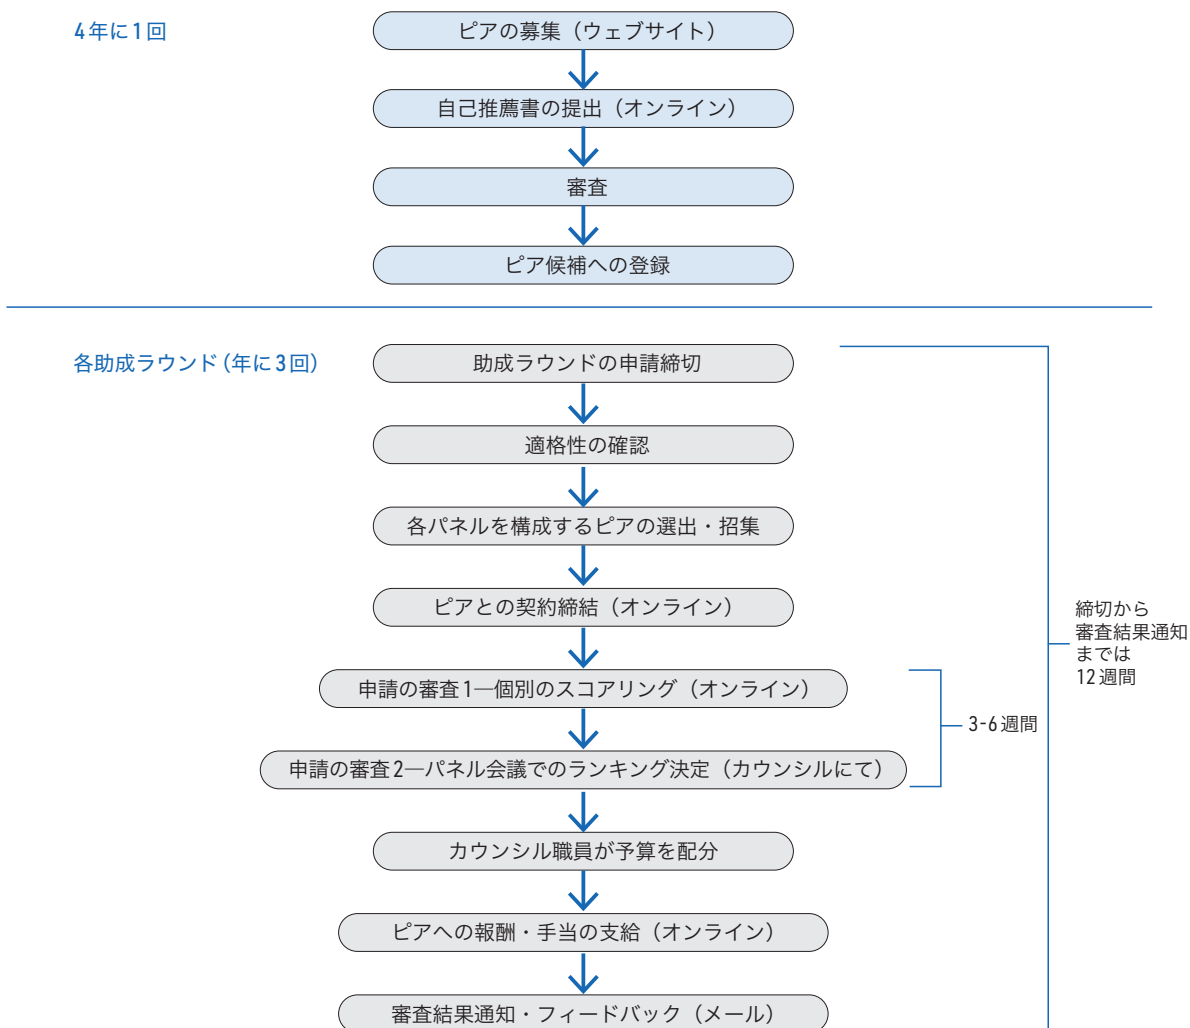 4年に1回
ピアの募集（ウェブサイト）
自己推薦書の提出（オンライン）
審査
ピア候補への登録
各助成ラウンド（年に3回）
助成ラウンドの申請締切
適格性の確認
各パネルを構成するピアの選出・招集
ピアとの契約締結（オンライン）
申請の審査1―個別のスコアリング（オンライン）
申請の審査2―パネル会議でのランキング決定（カウンシルにて）
3-6週間
カウンシル職員が予算を配分
ピアへの報酬・手当の支給（オンライン）
審査結果通知・フィードバック（メール）
締切から
審査結果通知
までは
12週間